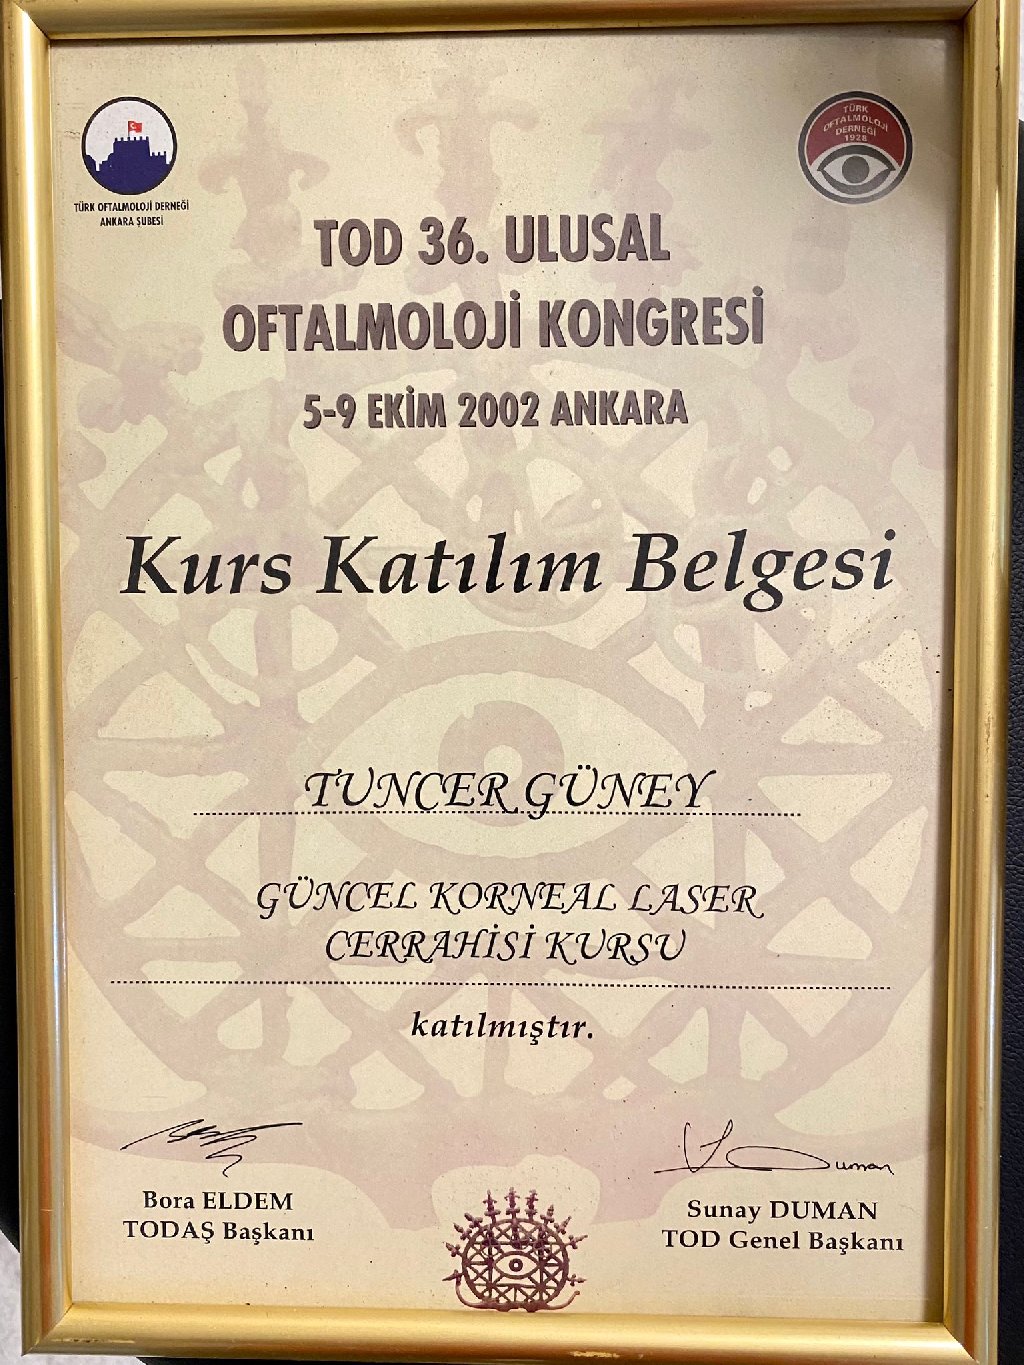 TÜRK OFTALMOLOJİ DERNEĞİ
ANKARA ŞUBESİ
TÜRK
OFTALMOLOJİ
DERNEĞİ
1928
TOD 36. ULUSAL
OFTALMOLOJİ KONGRESİ
5-9 EKİM 2002 ANKARA
Kurs Katılım Belgesi
TUNCER GÜNEY
GÜNCEL KORNEAL LASER
CERRAHİSİ KURSU
katılmıştır.
Duman
Bora ELDEM
TODAŞ Başkanı
Sunay DUMAN
TOD Genel Başkanı